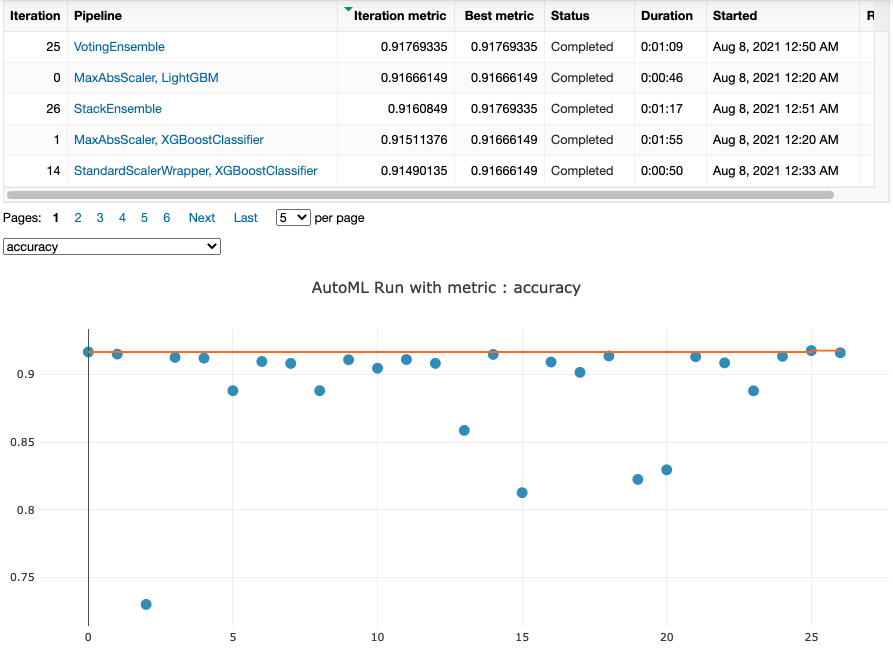 Iteration Pipeline Iteration metric Best metric Status Duration Started R
25 VotingEnsemble 0.91769335 0.91769335 Completed 0:01:09 Aug 8, 2021 12:50 AM
0 MaxAbsScaler, LightGBM 0.91666149 0.91666149 Completed 0:00:46 Aug 8, 2021 12:20 AM
26 StackEnsemble 0.9160849 0.91769335 Completed 0:01:17 Aug 8, 2021 12:51 AM
1 MaxAbsScaler, XGBoostClassifier 0.91511376 0.91666149 Completed 0:01:55 Aug 8, 2021 12:20 AM
14 StandardScalerWrapper, XGBoostClassifier 0.91490135 0.91666149 Completed 0:00:50 Aug 8, 2021 12:33 AM
Pages: 1 2 3 4 5 6 Next Last 5 per page
accuracy
AutoML Run with metric : accuracy
0.9
0.85
0.8
0.75
0 5 10 15 20 25